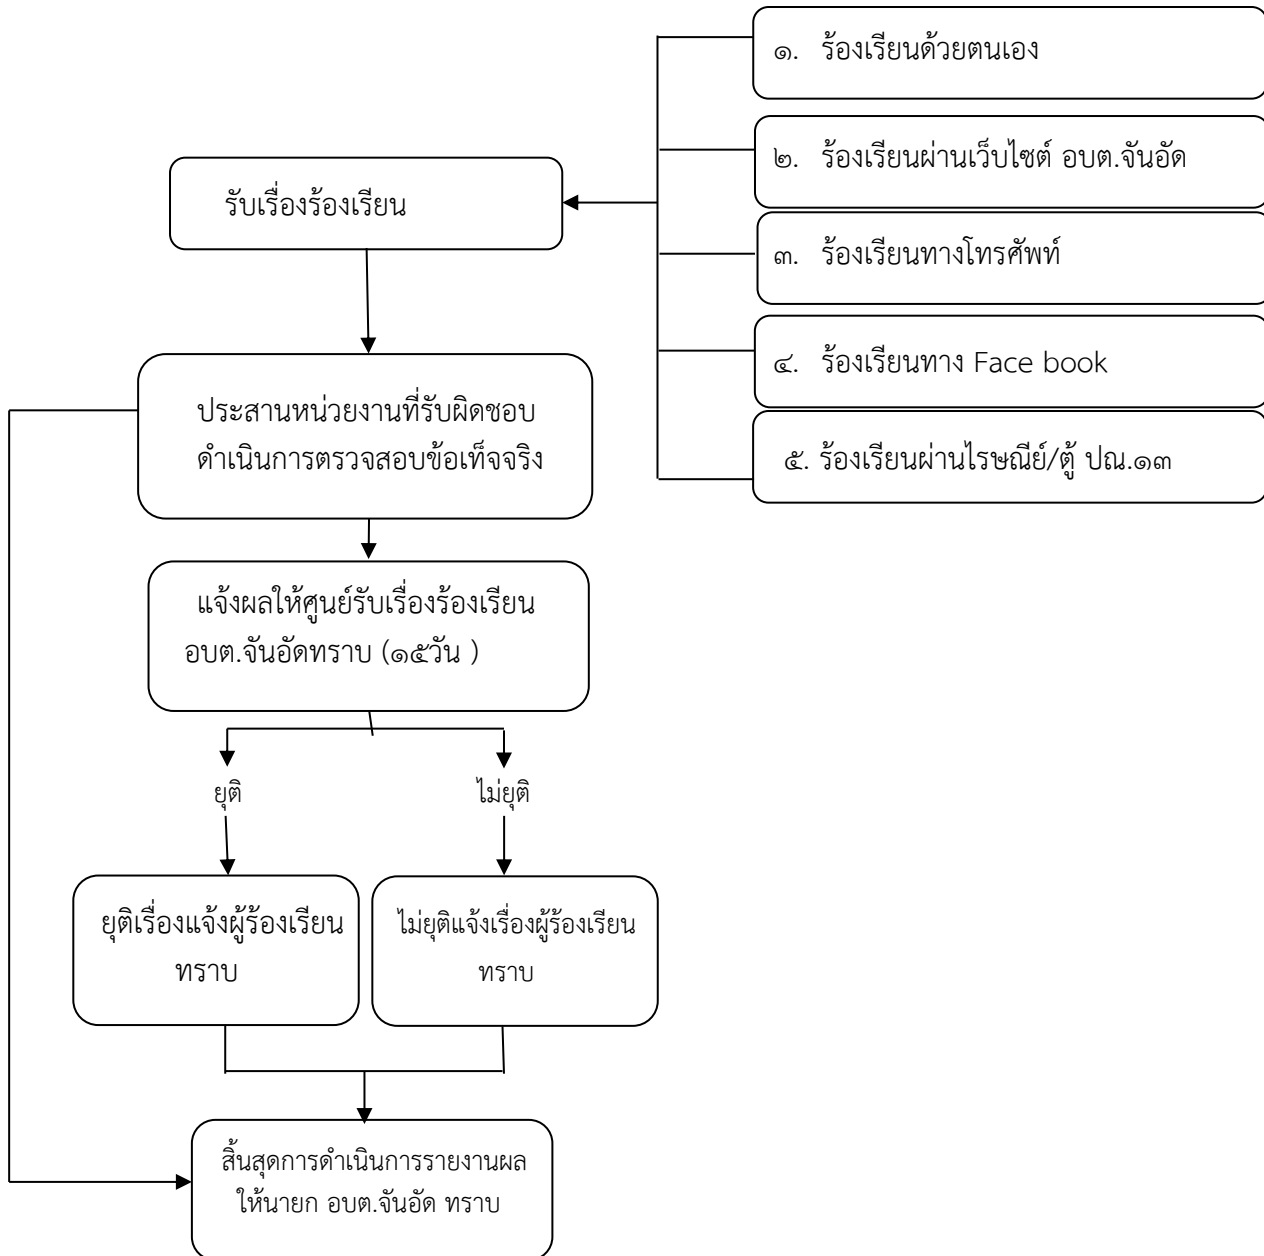 ๑. ร้องเรียนด้วยตนเอง
๒. ร้องเรียนผ่านเว็บไซต์ อบต.จันอัด
รับเรื่องร้องเรียน
๓. ร้องเรียนทางโทรศัพท์
๔. ร้องเรียนทาง Face book
๕. ร้องเรียนผ่านไรษณีย์/ตู้ ปณ.๑๓
ประสานหน่วยงานที่รับผิดชอบ
ดำเนินการตรวจสอบข้อเท็จจริง
แจ้งผลให้ศูนย์รับเรื่องร้องเรียน
อบต.จันอัดทราบ (๑๕วัน )
ยุติ
ไม่ยุติ
ยุติเรื่องแจ้งผู้ร้องเรียน
ทราบ
ไม่ยุติแจ้งเรื่องผู้ร้องเรียน
ทราบ
สิ้นสุดการดำเนินการรายงานผล
ให้นายก อบต.จันอัด ทราบ